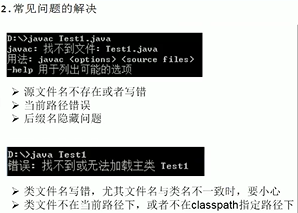 2.常见问题的解决
D:\>javac Test1.java
javac: 找不到文件: Test1.java
用法: javac <options> <source files>
-help 用于列出可能的选项
➢ 源文件名不存在或者写错
➢ 当前路径错误
➢ 后缀名隐藏问题
D:\>java Test1
错误: 找不到或无法加载主类 Test1
➢ 类文件名写错，尤其文件名与类名不一致时，要小心
➢ 类文件不在当前路径下，或者不在classpath指定路径下